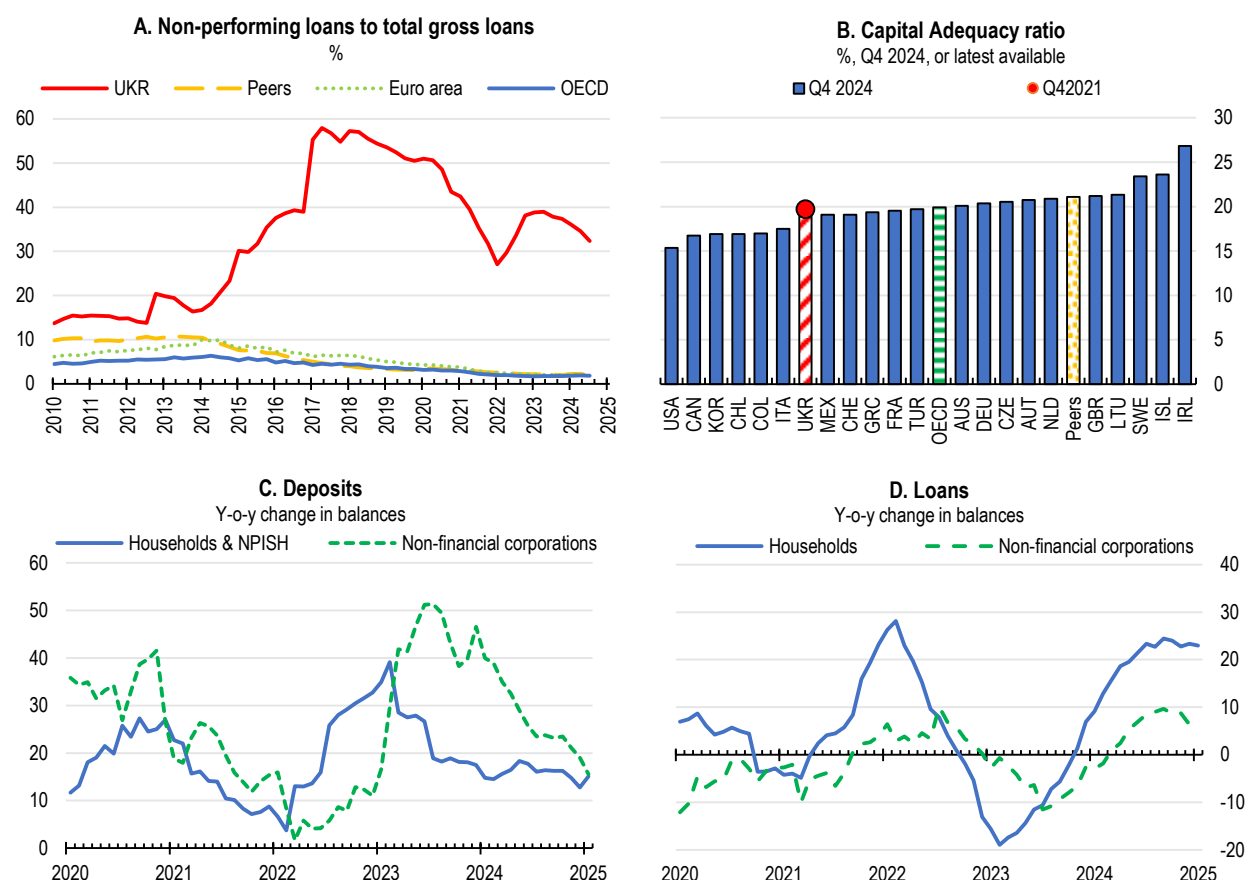 A. Non-performing loans to total gross loans
%
UKR Peers Euro area OECD
60
50
40
30
20
10
0
2010 2011 2012 2013 2014 2015 2016 2017 2018 2019 2020 2021 2022 2023 2024 2025
B. Capital Adequacy ratio
%, Q4 2024, or latest available
Q4 2024 Q42021
30
25
20
15
10
5
0
USA CAN KOR CHL COL ITA UKR MEX CHE GRC FRA TUR OECD AUS DEU CZE AUT NLD Peers GBR LTU SWE ISL IRL
C. Deposits
Y-o-y change in balances
Households & NPISH Non-financial corporations
60
50
40
30
20
10
0
2020 2021 2022 2023 2024 2025
D. Loans
Y-o-y change in balances
Households Non-financial corporations
40
30
20
10
0
-10
-20
2020 2021 2022 2023 2024 2025